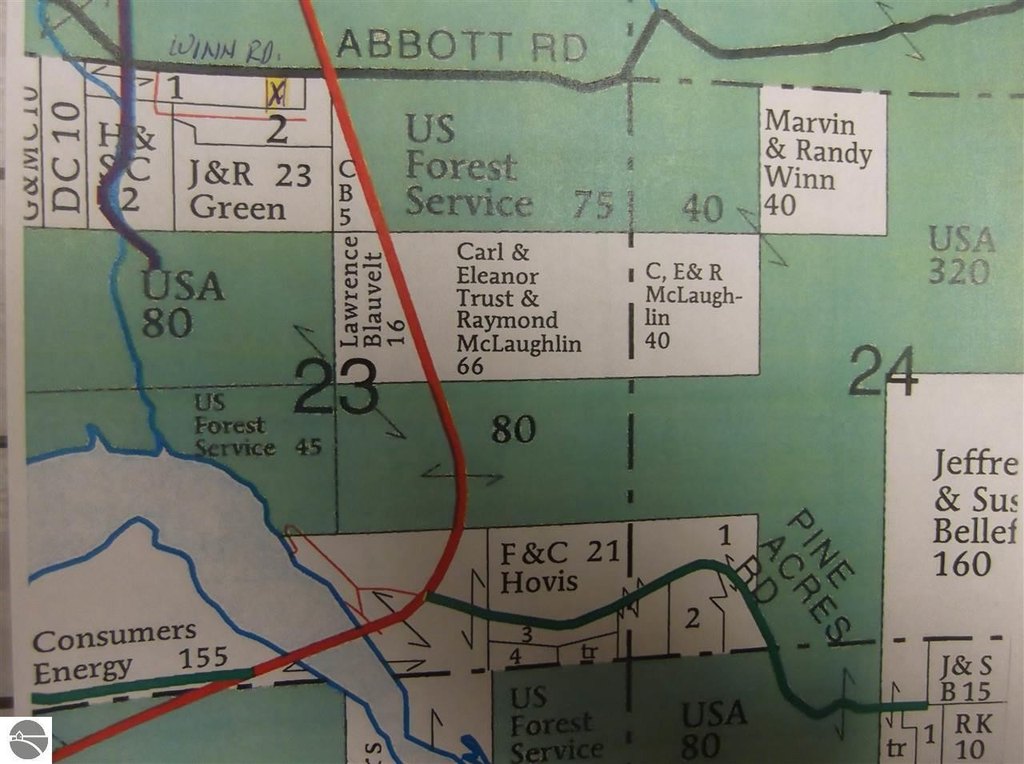 WINN RD.
ABBOTT RD
1
X
2
G&MC 10
DC 10
H &
S C
2
J&R 23
Green
C
B
5
US
Forest
Service 75
40
Marvin
& Randy
Winn
40
USA
320
USA
80
Lawrence
Blauvelt
16
Carl &
Eleanor
Trust &
Raymond
McLaughlin
66
C, E& R
McLaugh-
lin
40
23
24
US
Forest
Service 45
80
Jeffre
& Sus
Bellef
160
F & C 21
Hovis
1
2
3
4
tr
PINE
ACRES
RD
Consumers
Energy 155
US
Forest
Service
USA
80
J& S
B 15
RK
10
1
tr